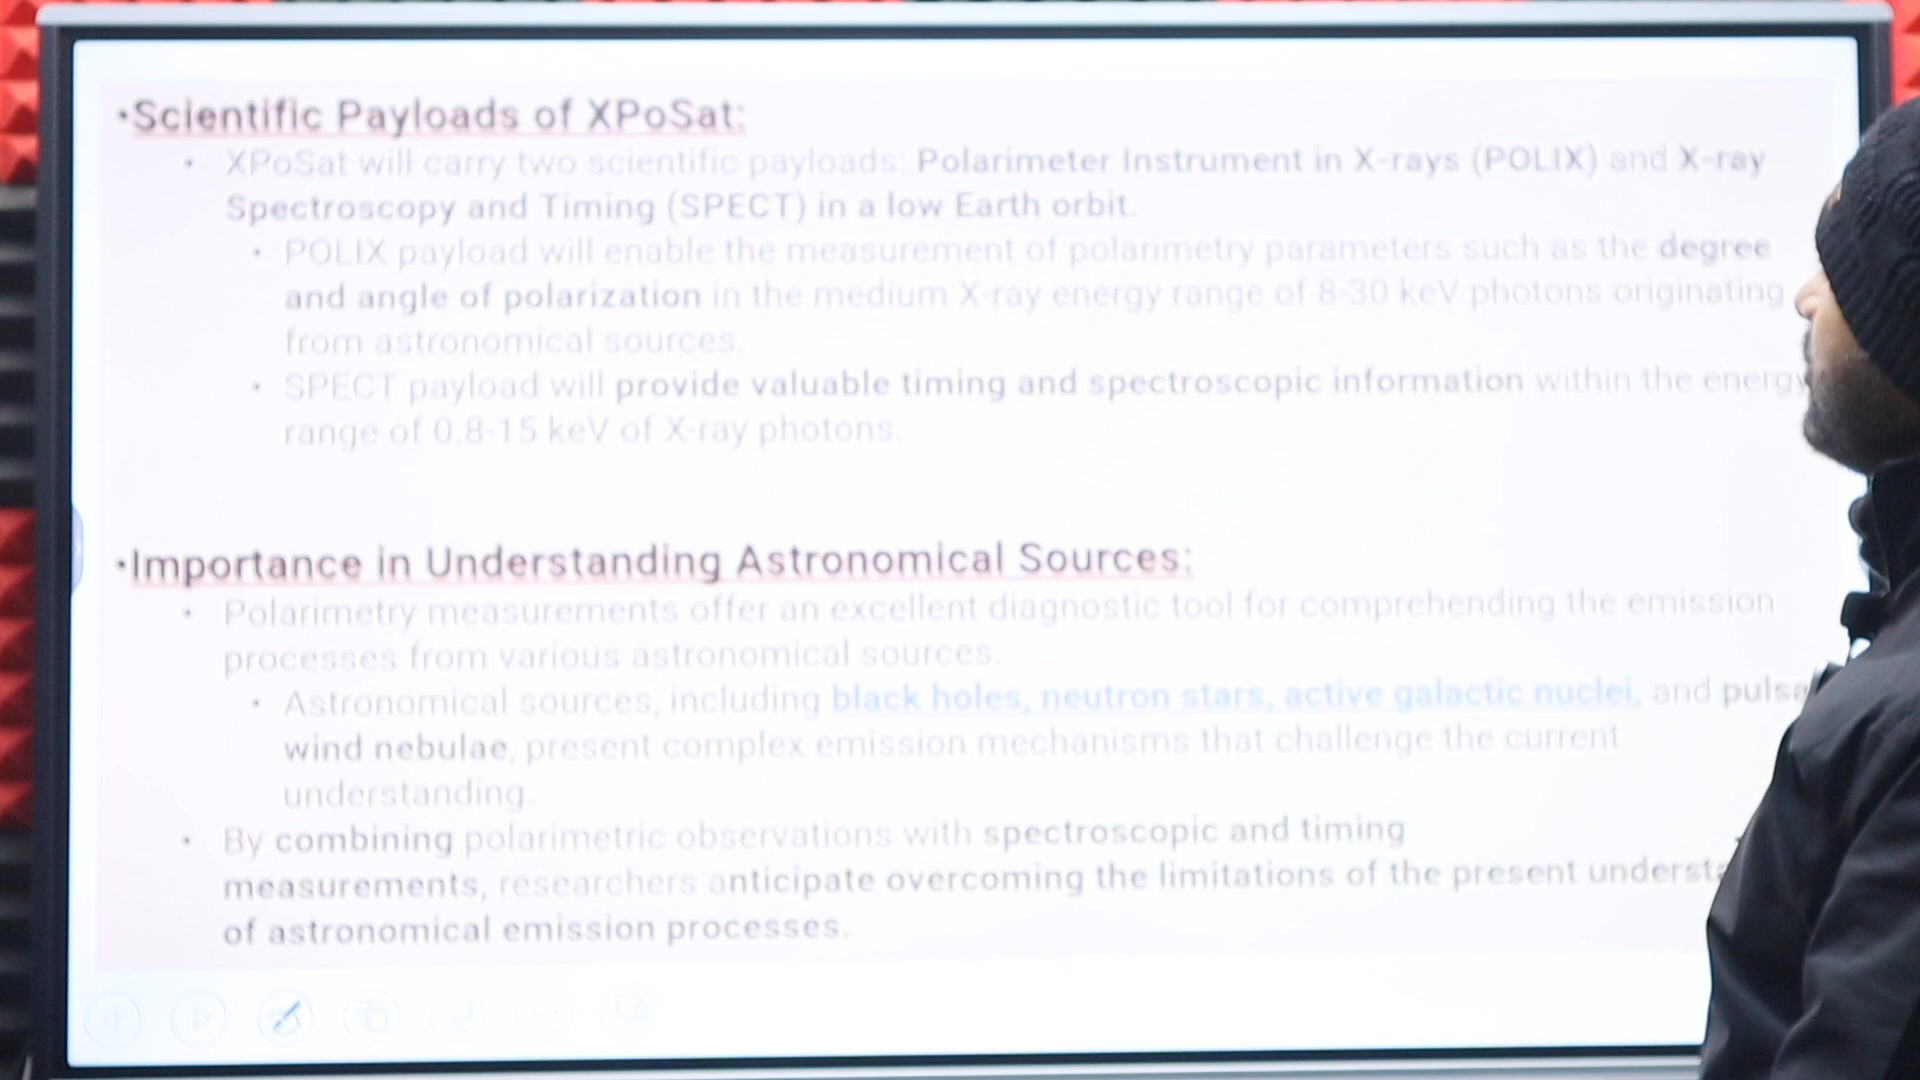 •Scientific Payloads of XPoSat:
• XPoSat will carry two scientific payloads: Polarimeter Instrument in X-rays (POLIX) and X-ray
Spectroscopy and Timing (SPECT) in a low Earth orbit.
• POLIX payload will enable the measurement of polarimetry parameters such as the degree
and angle of polarization in the medium X-ray energy range of 8-30 keV photons originating
from astronomical sources.
• SPECT payload will provide valuable timing and spectroscopic information within the energy
range of 0.8-15 keV of X-ray photons.
•Importance in Understanding Astronomical Sources:
• Polarimetry measurements offer an excellent diagnostic tool for comprehending the emission
processes from various astronomical sources.
• Astronomical sources, including black holes, neutron stars, active galactic nuclei, and
wind nebulae, present complex emission mechanisms that challenge the current
understanding.
• By combining polarimetric observations with spectroscopic and timing
measurements, researchers anticipate overcoming the limitations of the present
of astronomical emission processes.